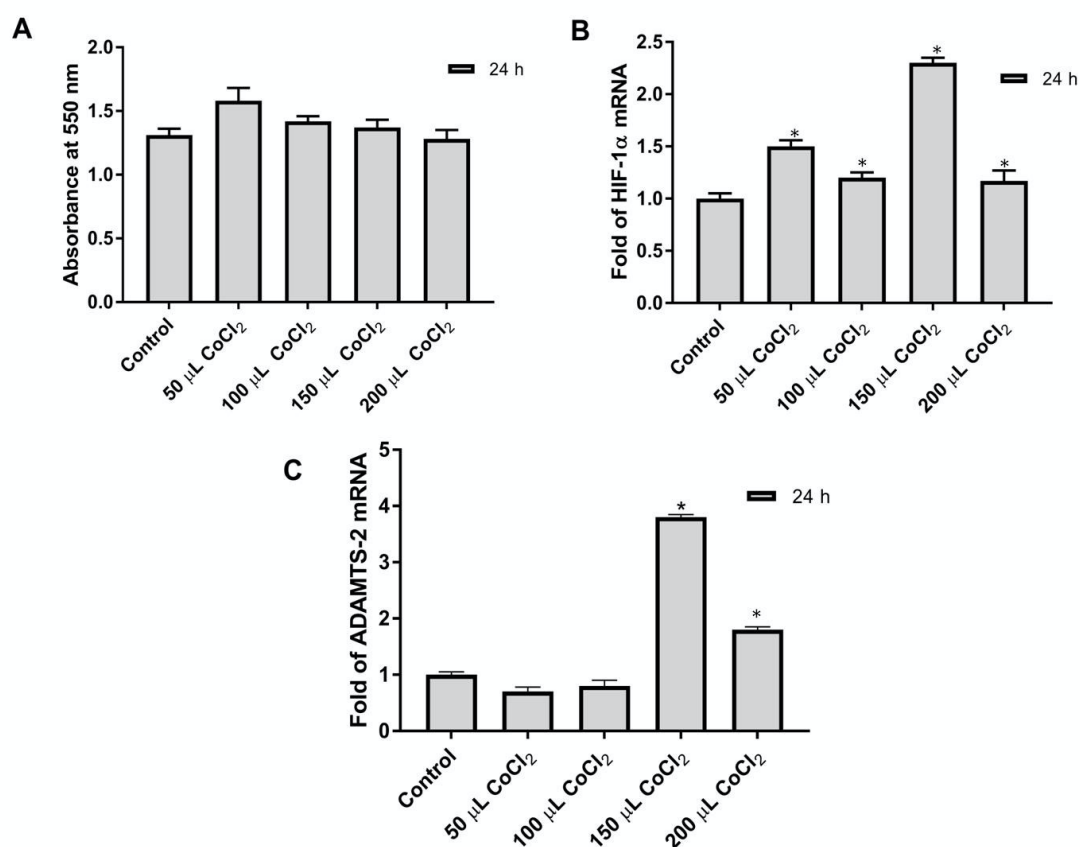 A
Absorbance at 550 nm
2.0
1.5
1.0
0.5
0.0
24 h
Control
50 μL CoCl₂
100 μL CoCl₂
150 μL CoCl₂
200 μL CoCl₂
B
Fold of HIF-1α mRNA
2.5
2.0
1.5
1.0
0.5
0.0
*
*
*
*
24 h
Control
50 μL CoCl₂
100 μL CoCl₂
150 μL CoCl₂
200 μL CoCl₂
C
Fold of ADAMTS-2 mRNA
5
4
3
2
1
0
*
*
24 h
Control
50 μL CoCl₂
100 μL CoCl₂
150 μL CoCl₂
200 μL CoCl₂